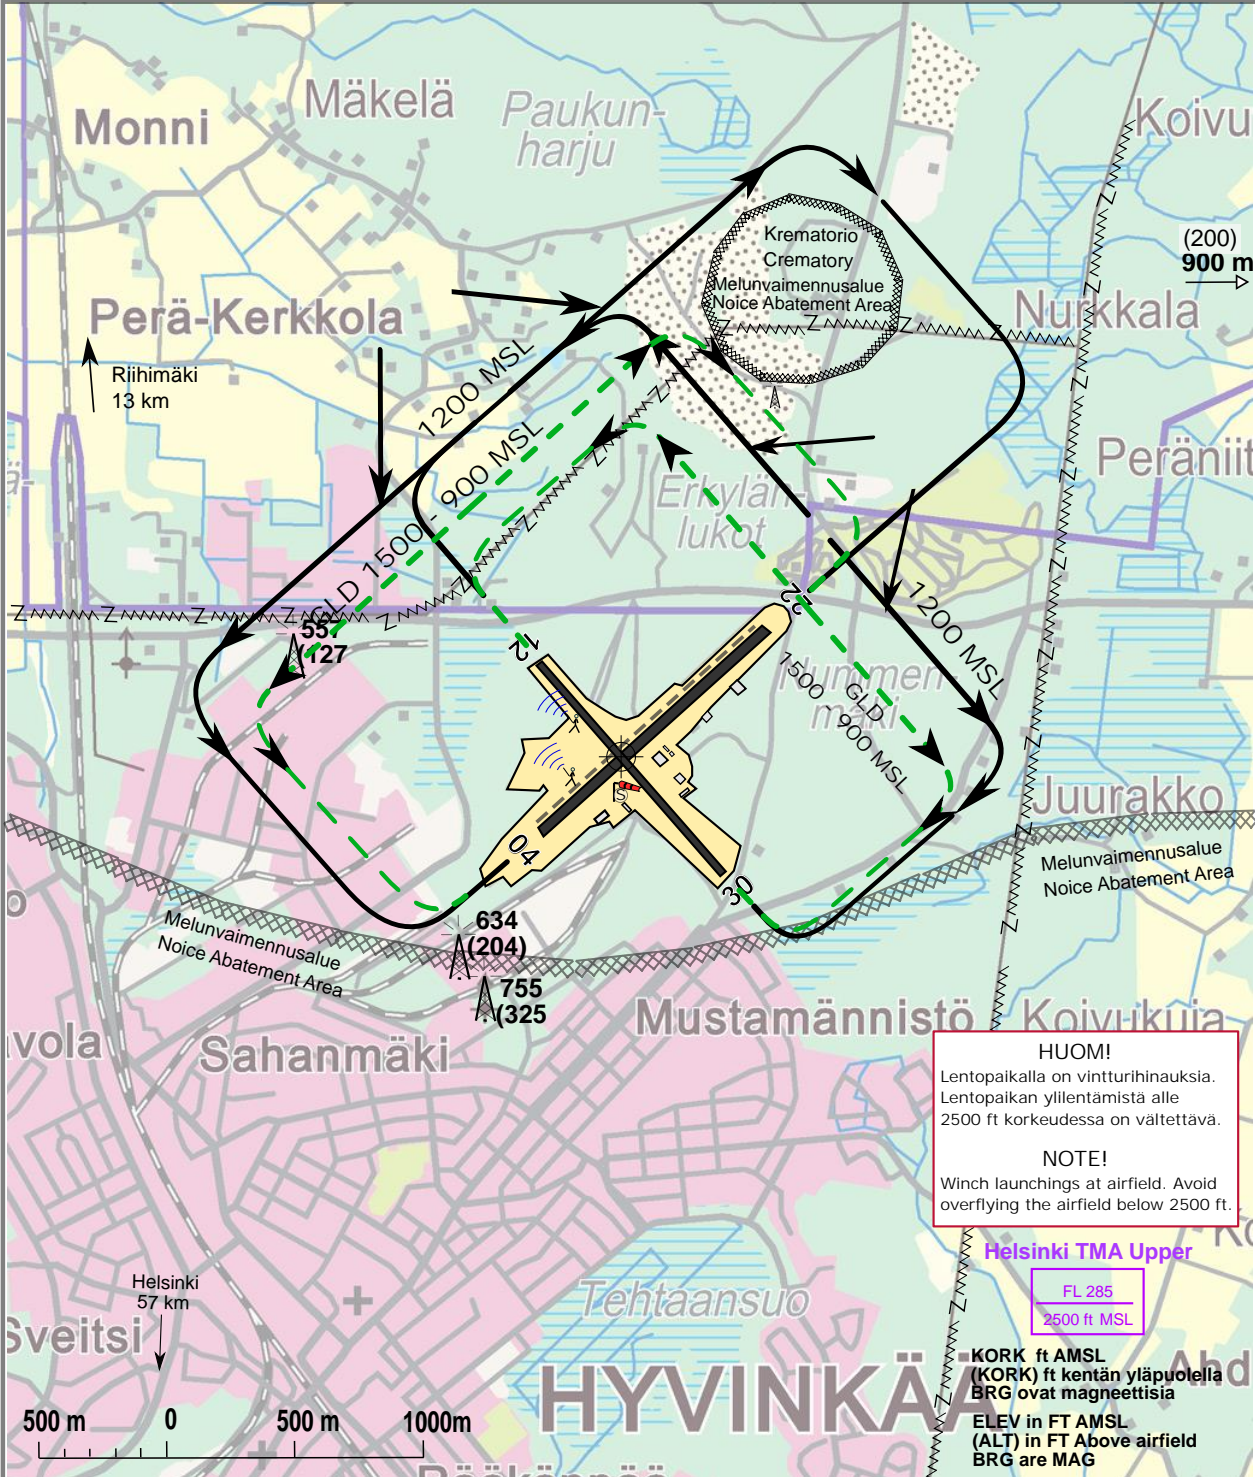 Monni
Mäkelä
Paukun-
harju
Koivu
Krematorio
Crematory
Melunvaimennusalue
Noice Abatement Area
(200)
900 m
Nurkkala
Perä-Kerkkola
Riihimäki
13 km
1200 MSL
GLD 1500 - 900 MSL
Peräniit
ä-
Erkylän-
lukot
557
(127
12
22
1200 MSL
Nummen-
mäki
GLD
1500 - 900 MSL
S
04
30
Juurakko
Melunvaimennusalue
Noice Abatement Area
o
Melunvaimennusalue
Noice Abatement Area
634
(204)
755
(325
Mustamännistö
Koivukuja
avola
Sahanmäki
HUOM!
Lentopaikalla on vintturihinauksia.
Lentopaikan ylilentämistä alle
2500 ft korkeudessa on vältettävä.
NOTE!
Winch launchings at airfield. Avoid
overflying the airfield below 2500 ft.
Ko
Helsinki TMA Upper
FL 285
2500 ft MSL
Helsinki
57 km
Tehtaansuo
Sveitsi
HYVINKÄÄ
Ahd
KORK ft AMSL
(KORK) ft kentän yläpuolella
BRG ovat magneettisia
ELEV in FT AMSL
(ALT) in FT Above airfield
BRG are MAG
500 m 0 500 m 1000m